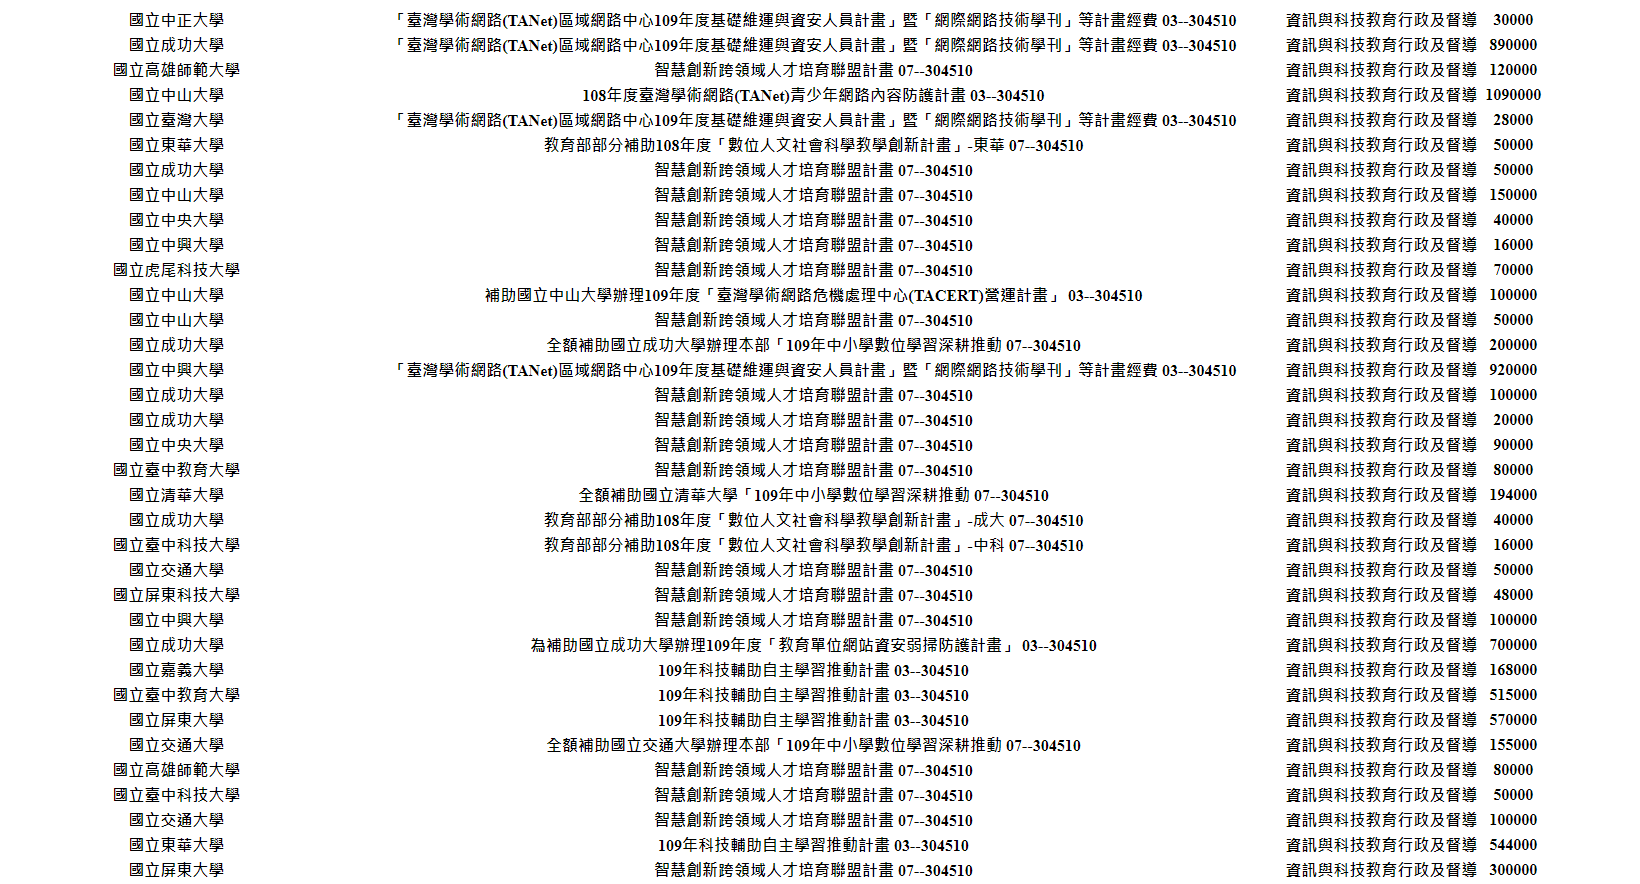 國立中正大學 「臺灣學術網路(TANet)區域網路中心109年度基礎維運與資安人員計畫」暨「網際網路技術學刊」等計畫經費 03--304510 資訊與科技教育行政及督導 30000
國立成功大學 「臺灣學術網路(TANet)區域網路中心109年度基礎維運與資安人員計畫」暨「網際網路技術學刊」等計畫經費 03--304510 資訊與科技教育行政及督導 890000
國立高雄師範大學 智慧創新跨領域人才培育聯盟計畫 07--304510 資訊與科技教育行政及督導 120000
國立中山大學 108年度臺灣學術網路(TANet)青少年網路內容防護計畫 03--304510 資訊與科技教育行政及督導 1090000
國立臺灣大學 「臺灣學術網路(TANet)區域網路中心109年度基礎維運與資安人員計畫」暨「網際網路技術學刊」等計畫經費 03--304510 資訊與科技教育行政及督導 28000
國立東華大學 教育部部分補助108年度「數位人文社會科學教學創新計畫」-東華 07--304510 資訊與科技教育行政及督導 50000
國立成功大學 智慧創新跨領域人才培育聯盟計畫 07--304510 資訊與科技教育行政及督導 50000
國立中山大學 智慧創新跨領域人才培育聯盟計畫 07--304510 資訊與科技教育行政及督導 150000
國立中央大學 智慧創新跨領域人才培育聯盟計畫 07--304510 資訊與科技教育行政及督導 40000
國立中興大學 智慧創新跨領域人才培育聯盟計畫 07--304510 資訊與科技教育行政及督導 16000
國立虎尾科技大學 智慧創新跨領域人才培育聯盟計畫 07--304510 資訊與科技教育行政及督導 70000
國立中山大學 補助國立中山大學辦理109年度「臺灣學術網路危機處理中心(TACERT)營運計畫」 03--304510 資訊與科技教育行政及督導 100000
國立中山大學 智慧創新跨領域人才培育聯盟計畫 07--304510 資訊與科技教育行政及督導 50000
國立成功大學 全額補助國立成功大學辦理本部「109年中小學數位學習深耕推動 07--304510 資訊與科技教育行政及督導 200000
國立中興大學 「臺灣學術網路(TANet)區域網路中心109年度基礎維運與資安人員計畫」暨「網際網路技術學刊」等計畫經費 03--304510 資訊與科技教育行政及督導 920000
國立成功大學 智慧創新跨領域人才培育聯盟計畫 07--304510 資訊與科技教育行政及督導 100000
國立成功大學 智慧創新跨領域人才培育聯盟計畫 07--304510 資訊與科技教育行政及督導 20000
國立中央大學 智慧創新跨領域人才培育聯盟計畫 07--304510 資訊與科技教育行政及督導 90000
國立臺中教育大學 智慧創新跨領域人才培育聯盟計畫 07--304510 資訊與科技教育行政及督導 80000
國立清華大學 全額補助國立清華大學「109年中小學數位學習深耕推動 07--304510 資訊與科技教育行政及督導 194000
國立成功大學 教育部部分補助108年度「數位人文社會科學教學創新計畫」-成大 07--304510 資訊與科技教育行政及督導 40000
國立臺中科技大學 教育部部分補助108年度「數位人文社會科學教學創新計畫」-中科 07--304510 資訊與科技教育行政及督導 16000
國立交通大學 智慧創新跨領域人才培育聯盟計畫 07--304510 資訊與科技教育行政及督導 50000
國立屏東科技大學 智慧創新跨領域人才培育聯盟計畫 07--304510 資訊與科技教育行政及督導 48000
國立中興大學 智慧創新跨領域人才培育聯盟計畫 07--304510 資訊與科技教育行政及督導 100000
國立成功大學 為補助國立成功大學辦理109年度「教育單位網站資安弱掃防護計畫」 03--304510 資訊與科技教育行政及督導 700000
國立嘉義大學 109年科技輔助自主學習推動計畫 03--304510 資訊與科技教育行政及督導 168000
國立臺中教育大學 109年科技輔助自主學習推動計畫 03--304510 資訊與科技教育行政及督導 515000
國立屏東大學 109年科技輔助自主學習推動計畫 03--304510 資訊與科技教育行政及督導 570000
國立交通大學 全額補助國立交通大學辦理本部「109年中小學數位學習深耕推動 07--304510 資訊與科技教育行政及督導 155000
國立高雄師範大學 智慧創新跨領域人才培育聯盟計畫 07--304510 資訊與科技教育行政及督導 80000
國立臺中科技大學 智慧創新跨領域人才培育聯盟計畫 07--304510 資訊與科技教育行政及督導 50000
國立交通大學 智慧創新跨領域人才培育聯盟計畫 07--304510 資訊與科技教育行政及督導 100000
國立東華大學 109年科技輔助自主學習推動計畫 03--304510 資訊與科技教育行政及督導 544000
國立屏東大學 智慧創新跨領域人才培育聯盟計畫 07--304510 資訊與科技教育行政及督導 300000